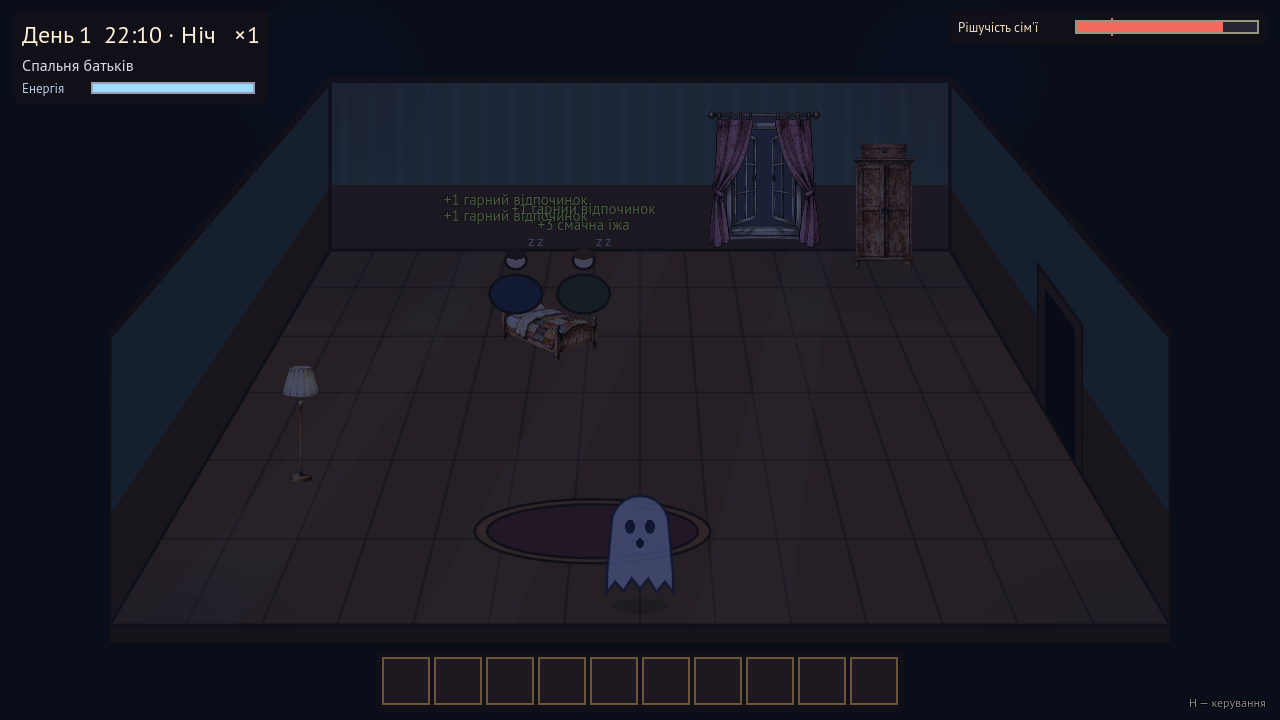 День 1 22:10 · Ніч ×1
Спальня батьків
Енергія
Рішучість сім'ї
+1 гарний відпочинок
+1 гарний відпочинок
+1 гарний відпочинок
+3 смачна їжа
z z
z z
H — керування